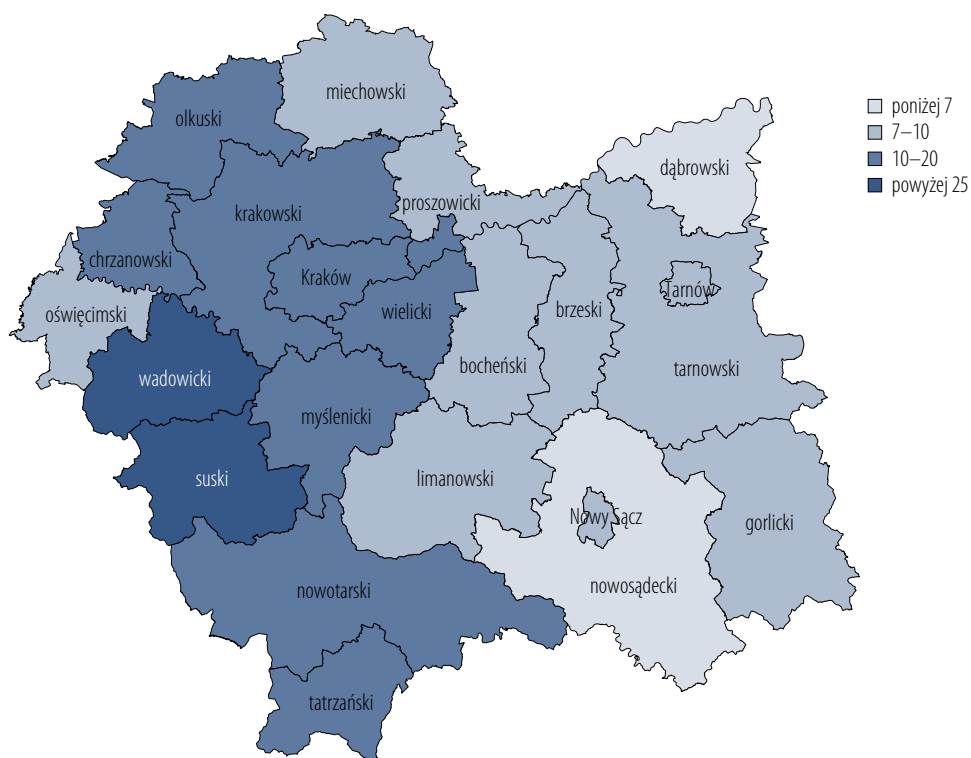 miechowski
olkuski
poniżej 7
7–10
10–20
powyżej 25
dąbrowski
proszowicki
krakowski
chrzanowski
Kraków
Tarnów
oświęcimski
wielicki
brzeski
bocheński
tarnowski
wadowicki
myślenicki
suski
limanowski
Nowy Sącz
gorlicki
nowotarski
nowosądecki
tatrzański